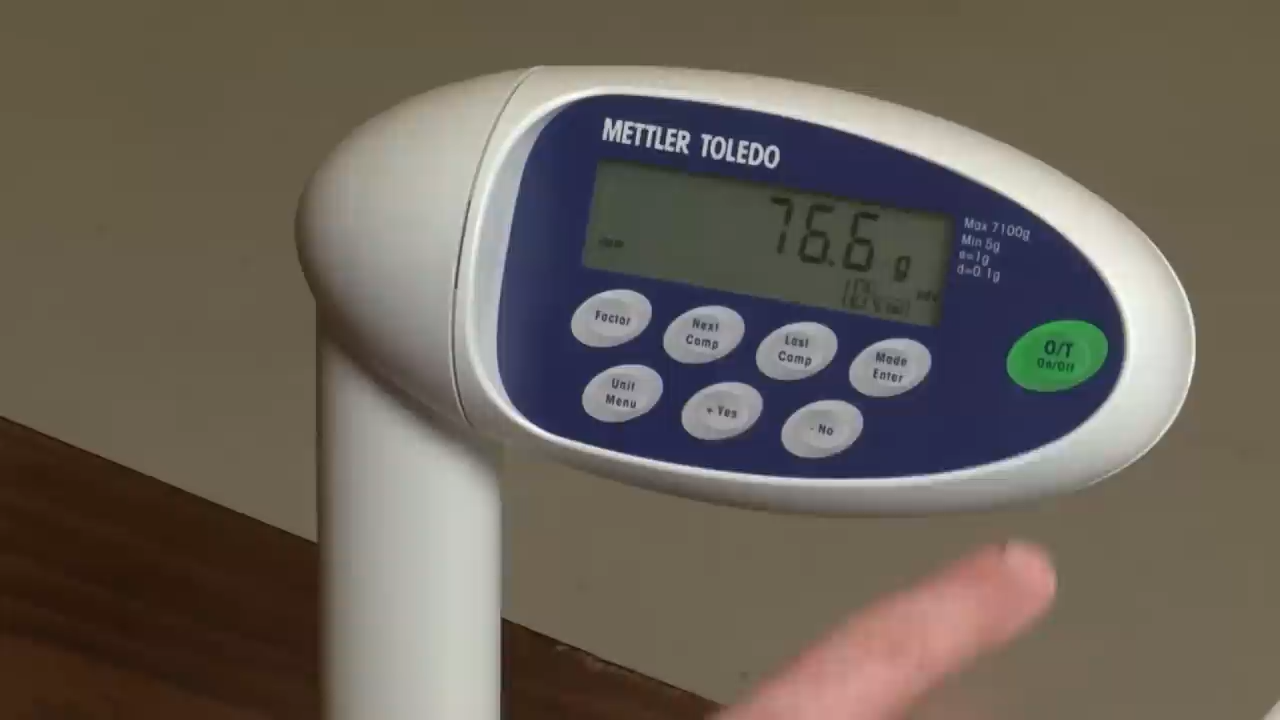 METTLER TOLEDO
76.6 g
Max 7100g
Min 5g
e=1g
d=0.1g
Factor
Next
Comp
Last
Comp
Mode
Enter
O/T
On/Off
Unit
Menu
+ Yes
- No